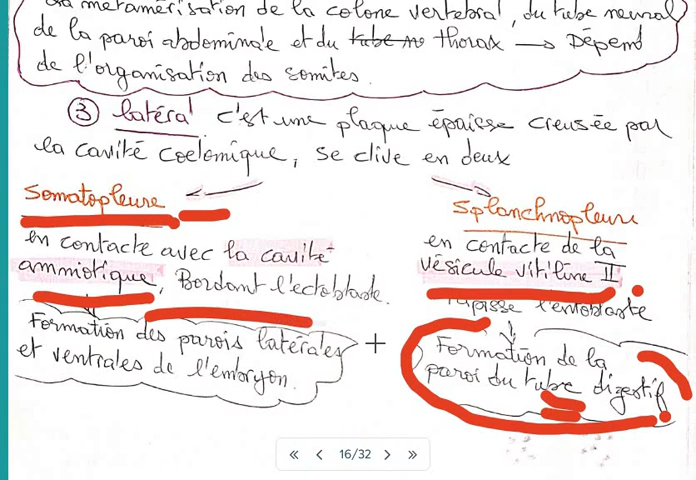 La metamérisation de la colone vertebral, du tube neural
de la paroi abdominale et du tube no thorax → Dépend
de l'organisation des somites.
③ latéral c'est une plaque épaisse creusée par
la cavité coelomique, se clive en deux
Somatopleure
en contacte avec la cavité
ammiotique, Bordant l'ectoblaste.
Formation des parois latérales
et ventrales de l'embryon.
+
Splanchnopleure
en contacte de la
vésicule vitiline II
Tapisse l'entoblaste
Formation de la
paroi du tube digestif
16/32